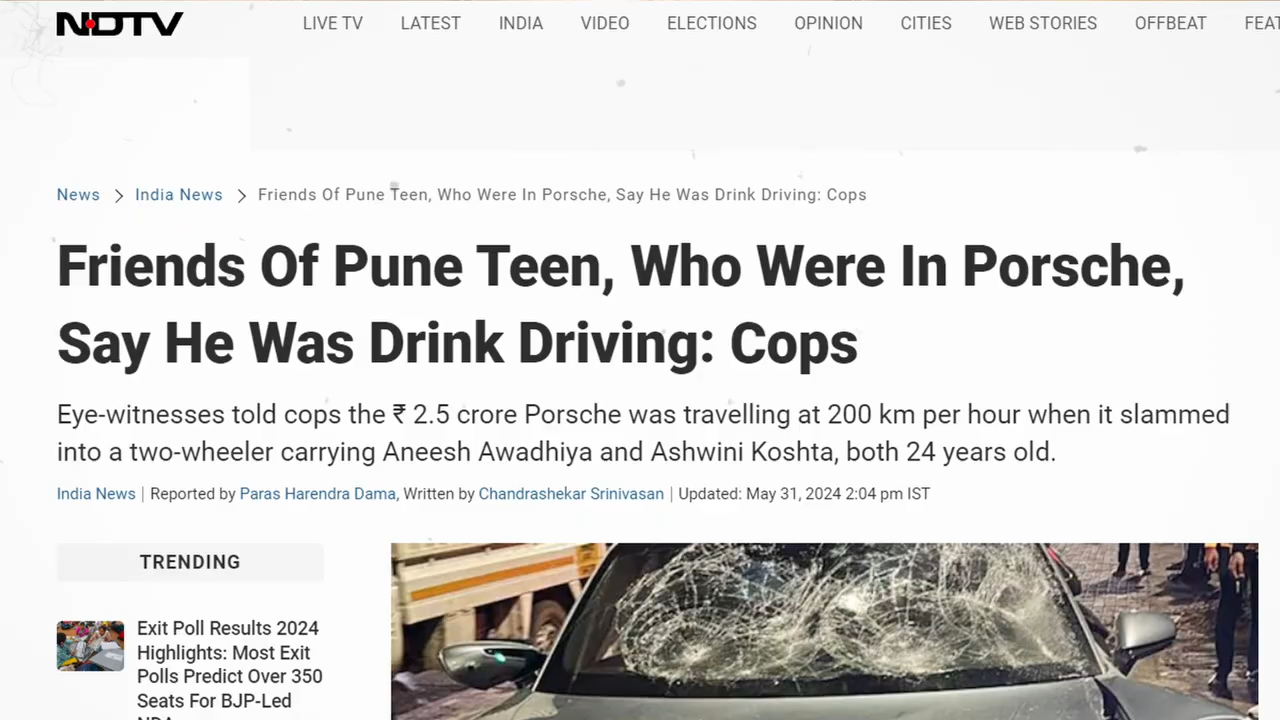 NDTV
LIVE TV LATEST INDIA VIDEO ELECTIONS OPINION CITIES WEB STORIES OFFBEAT
News > India News > Friends Of Pune Teen, Who Were In Porsche, Say He Was Drink Driving: Cops
Friends Of Pune Teen, Who Were In Porsche,
Say He Was Drink Driving: Cops
Eye-witnesses told cops the ₹ 2.5 crore Porsche was travelling at 200 km per hour when it slammed
into a two-wheeler carrying Aneesh Awadhiya and Ashwini Koshta, both 24 years old.
India News | Reported by Paras Harendra Dama, Written by Chandrashekar Srinivasan | Updated: May 31, 2024 2:04 pm IST
TRENDING
Exit Poll Results 2024
Highlights: Most Exit
Polls Predict Over 350
Seats For BJP-Led